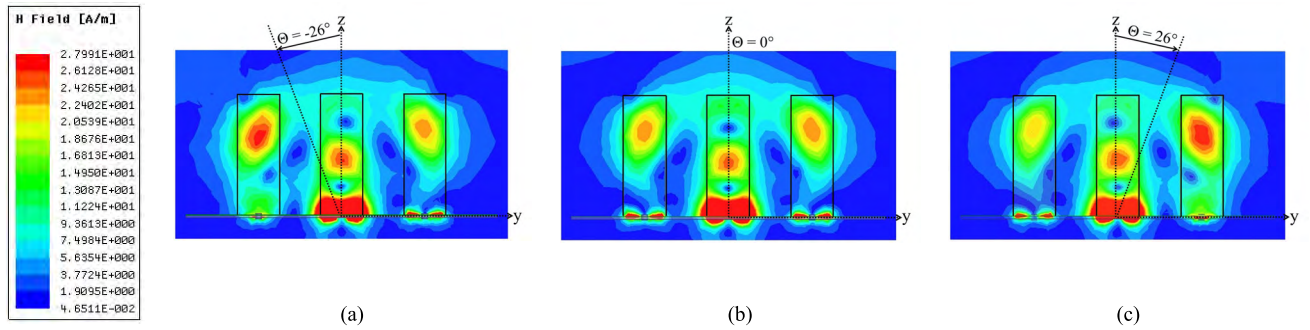 H Field [A/m]
2.7991E+001
2.6128E+001
2.4265E+001
2.2402E+001
2.0539E+001
1.8676E+001
1.6813E+001
1.4950E+001
1.3087E+001
1.1224E+001
9.3613E+000
7.4984E+000
5.6354E+000
3.7724E+000
1.9095E+000
4.6511E-002
z
Θ = -26°
y
(a)
z
Θ = 0°
y
(b)
z
Θ = 26°
y
(c)